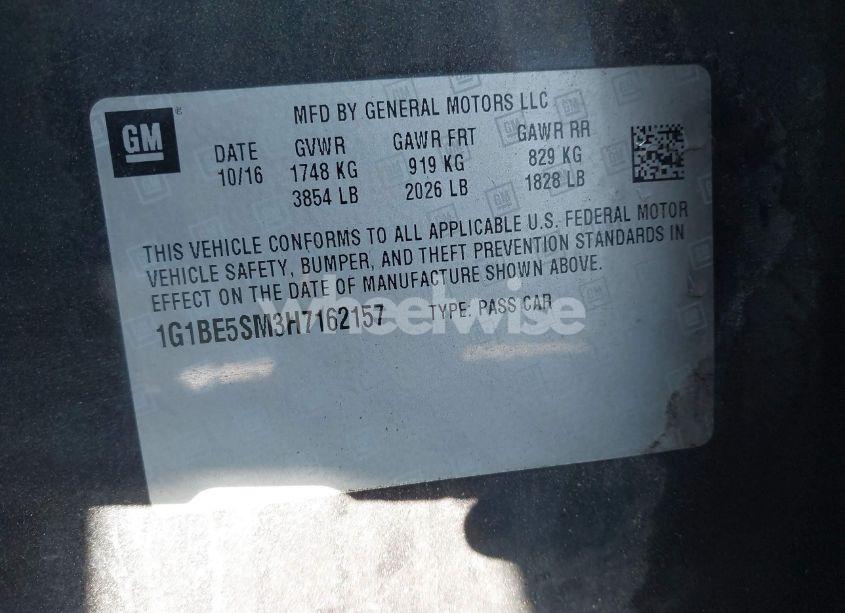 GM
MFD BY GENERAL MOTORS LLC
DATE GVWR GAWR FRT GAWR RR
10/16 1748 KG 919 KG 829 KG
3854 LB 2026 LB 1828 LB
THIS VEHICLE CONFORMS TO ALL APPLICABLE U.S. FEDERAL MOTOR
VEHICLE SAFETY, BUMPER, AND THEFT PREVENTION STANDARDS IN
EFFECT ON THE DATE OF MANUFACTURE SHOWN ABOVE.
1G1BE5SM3H7162157 TYPE: PASS CAR
wheelwise